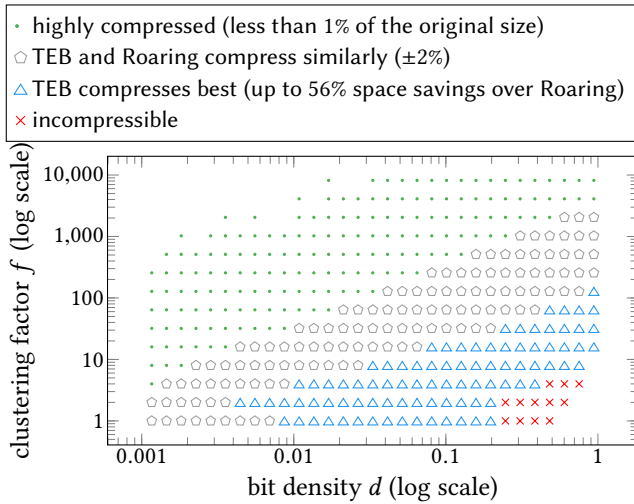 highly compressed (less than 1% of the original size)
TEB and Roaring compress similarly (±2%)
TEB compresses best (up to 56% space savings over Roaring)
incompressible
10,000
1,000
100
10
1
clustering factor f (log scale)
0.001 0.01 0.1 1
bit density d (log scale)